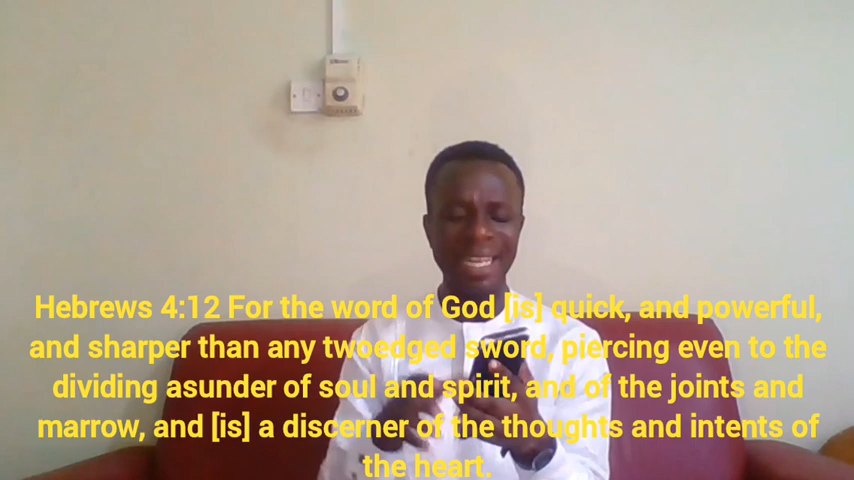 Hebrews 4:12 For the word of God [is] quick, and powerful,
and sharper than any twoedged sword, piercing even to the
dividing asunder of soul and spirit, and of the joints and
marrow, and [is] a discerner of the thoughts and intents of
the heart.